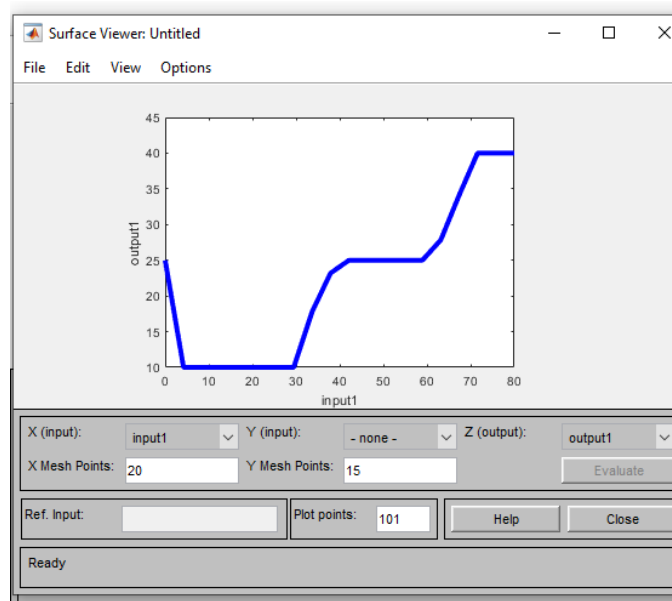 Surface Viewer: Untitled
File Edit View Options
45
40
35
30
25
20
15
10
output1
0 10 20 30 40 50 60 70 80
input1
X (input): input1 Y (input): - none - Z (output): output1
X Mesh Points: 20 Y Mesh Points: 15 Evaluate
Ref. Input: Plot points: 101 Help Close
Ready